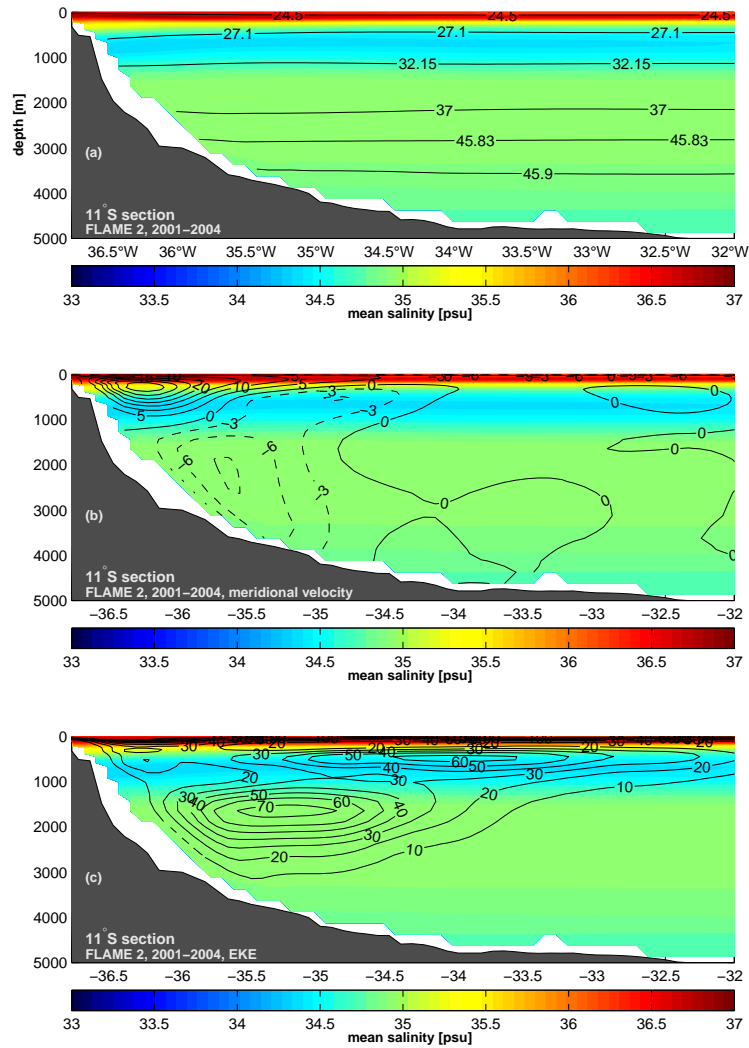 0
1000
2000
3000
4000
5000
depth [m]
24.5 24.5 24.5
27.1 27.1 27.1
32.15 32.15
37 37
45.83 45.83
45.9
(a)
11°S section
FLAME 2, 2001−2004
36.5°W 36°W 35.5°W 35°W 34.5°W 34°W 33.5°W 33°W 32.5°W 32°W
33 33.5 34 34.5 35 35.5 36 36.5 37
mean salinity [psu]
0
1000
2000
3000
4000
5000
20 10 5 0
−3
5 0 −3
−3
−6
−6
−3
0 0 0
0 0
0 0
(b)
11°S section
FLAME 2, 2001−2004, meridional velocity
−36.5 −36 −35.5 −35 −34.5 −34 −33.5 −33 −32.5 −32
33 33.5 34 34.5 35 35.5 36 36.5 37
mean salinity [psu]
0
1000
2000
3000
4000
5000
30 20 20 20
30 50 40 60 40 30
50
20 40 30 30 20
30 40 50 70 60 40
20 10
30
20 10
(c)
11°S section
FLAME 2, 2001−2004, EKE
−36.5 −36 −35.5 −35 −34.5 −34 −33.5 −33 −32.5 −32
33 33.5 34 34.5 35 35.5 36 36.5 37
mean salinity [psu]